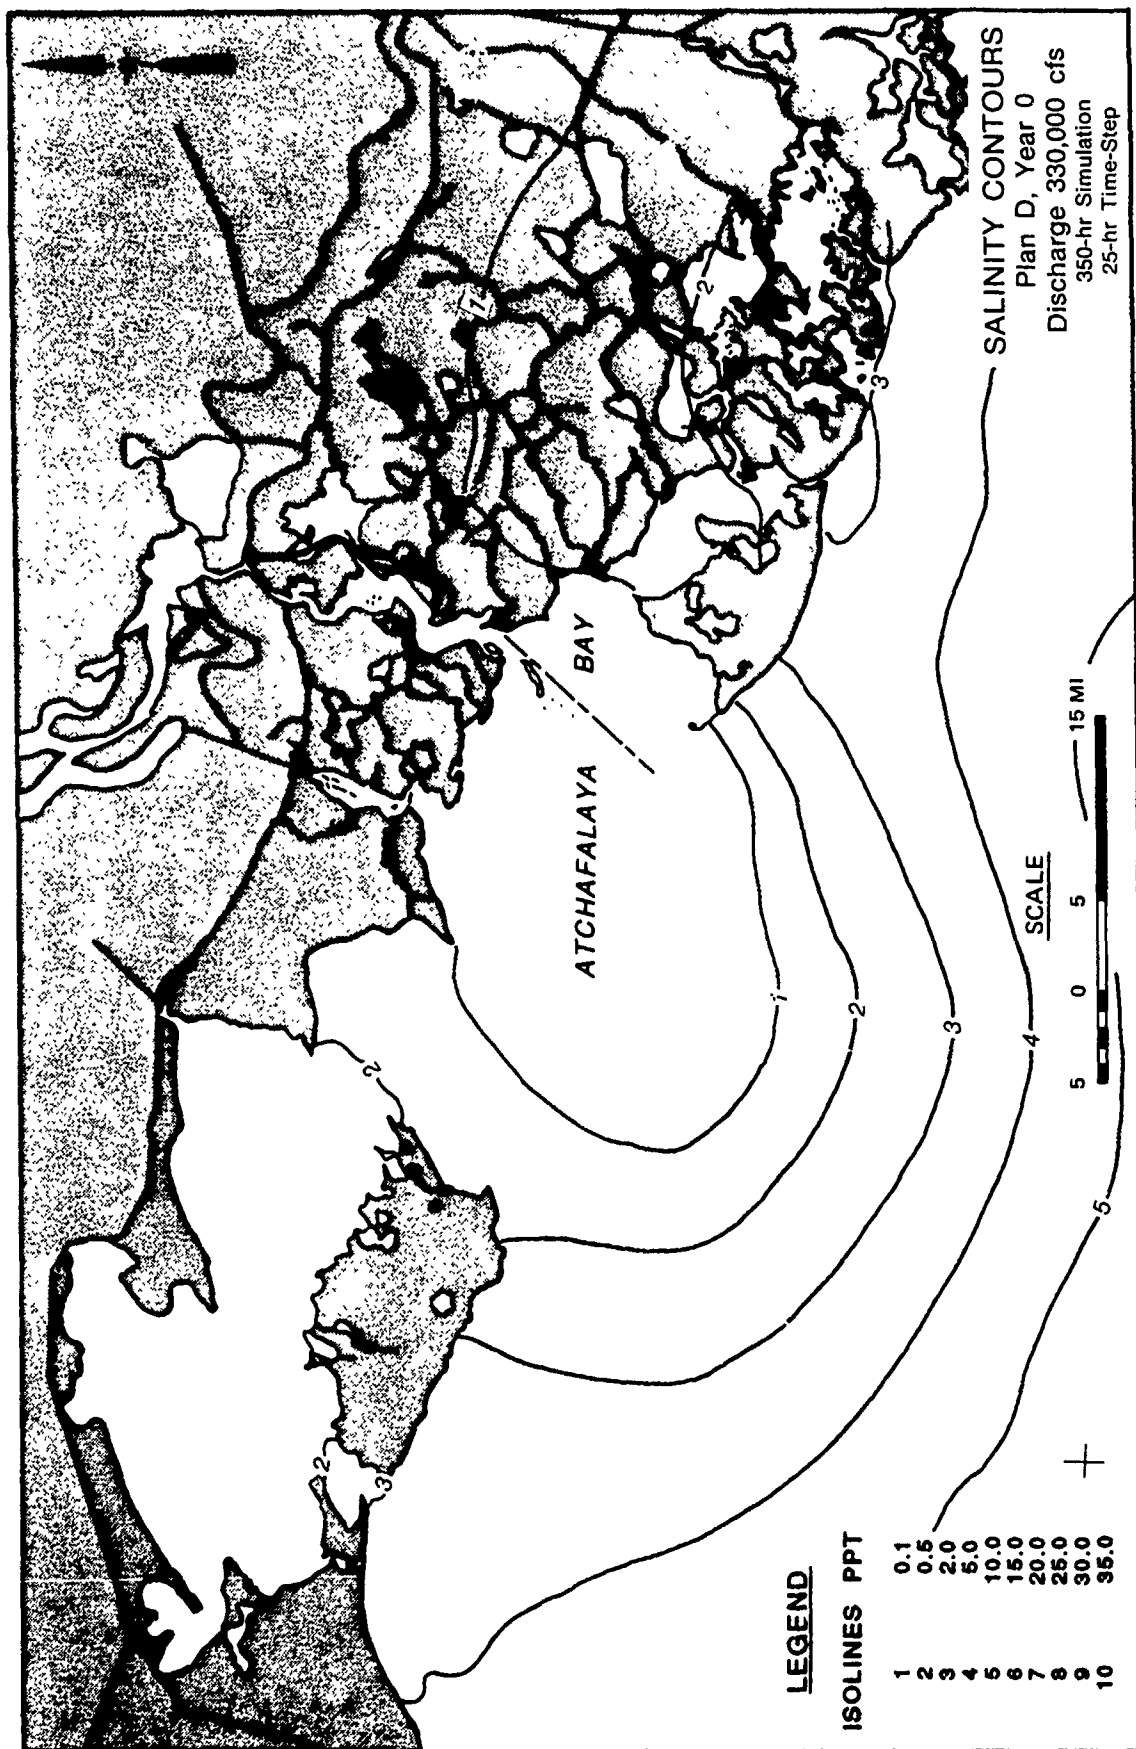 ATCHAFALAYA BAY
1
2
3
4
5
2
2
3
1
2
3
SALINITY CONTOURS
Plan D, Year 0
Discharge 330,000 cfs
350-hr Simulation
25-hr Time-Step
SCALE
5 0 5 15 MI
LEGEND
ISOLINES PPT
1 0.1
2 0.5
3 2.0
4 5.0
5 10.0
6 15.0
7 20.0
8 25.0
9 30.0
10 35.0